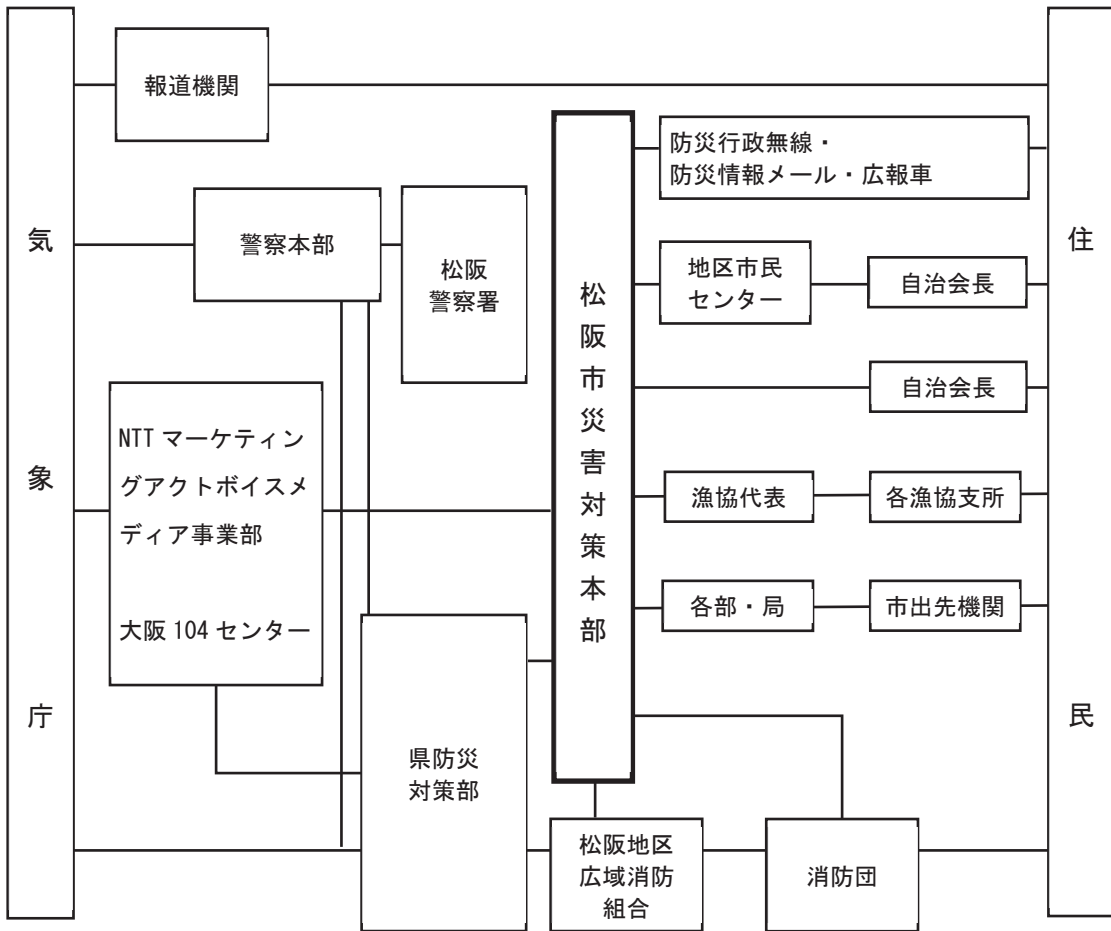 気象庁
報道機関
警察本部
松阪
警察署
NTT マーケティン
グアクトボイスメ
ディア事業部
大阪 104 センター
県防災
対策部
松阪市災害対策本部
防災行政無線・
防災情報メール・広報車
地区市民
センター
自治会長
自治会長
漁協代表
各漁協支所
各部・局
市出先機関
松阪地区
広域消防
組合
消防団
住民